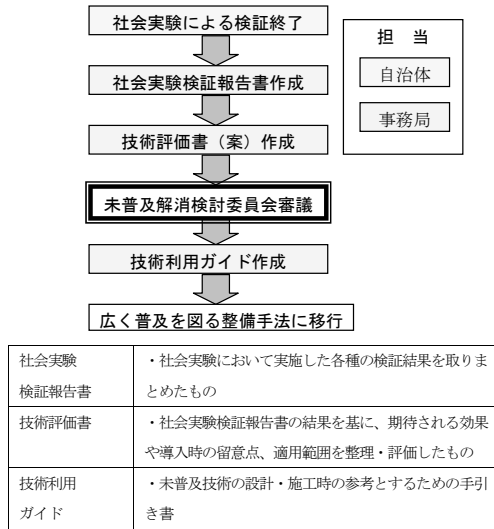 社会実験による検証終了
担　当
自治体
社会実験検証報告書作成
事務局
技術評価書（案）作成
未普及解消検討委員会審議
技術利用ガイド作成
広く普及を図る整備手法に移行
社会実験
検証報告書
・社会実験において実施した各種の検証結果を取りま
とめたもの
技術評価書
・社会実験検証報告書の結果を基に、期待される効果
や導入時の留意点、適用範囲を整理・評価したもの
技術利用
ガイド
・未普及技術の設計・施工時の参考とするための手引
き書